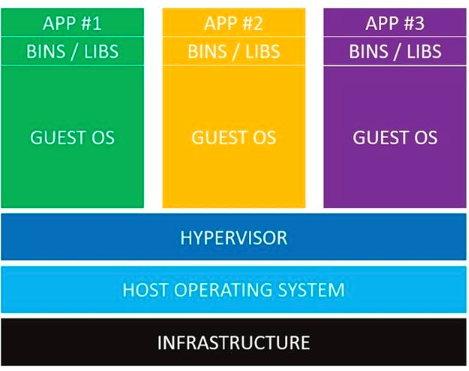 APP #1
BINS / LIBS
GUEST OS
APP #2
BINS / LIBS
GUEST OS
APP #3
BINS / LIBS
GUEST OS
HYPERVISOR
HOST OPERATING SYSTEM
INFRASTRUCTURE